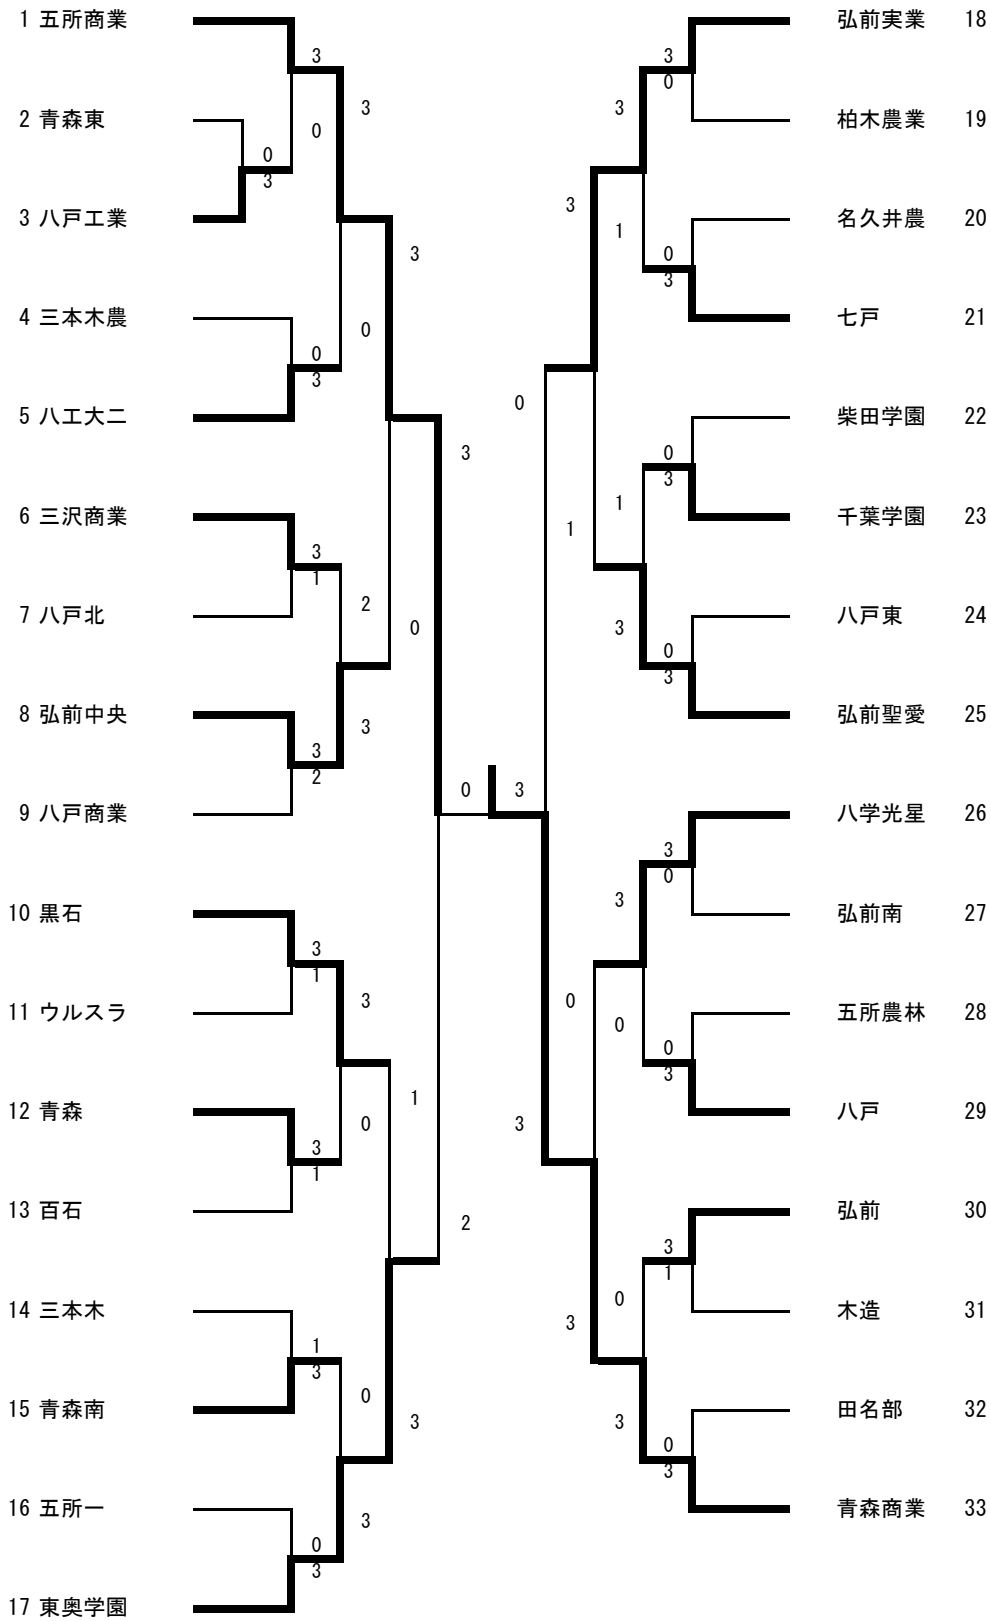 1 五所商業
2 青森東
3 八戸工業
4 三本木農
5 八工大二
6 三沢商業
7 八戸北
8 弘前中央
9 八戸商業
10 黒石
11 ウルスラ
12 青森
13 百石
14 三本木
15 青森南
16 五所一
17 東奥学園
3
0
0
3
0
3
3
1
3
2
3
1
3
1
1
3
0
3
3
0
2
3
3
0
0
3
3
0
1
3
3
2
0
3
0
3
3
1
0
3
3
1
1
3
3
0
0
3
3
0
0
3
0
3
0
3
3
0
0
3
3
1
0
3
弘前実業 18
柏木農業 19
名久井農 20
七戸 21
柴田学園 22
千葉学園 23
八戸東 24
弘前聖愛 25
八学光星 26
弘前南 27
五所農林 28
八戸 29
弘前 30
木造 31
田名部 32
青森商業 33